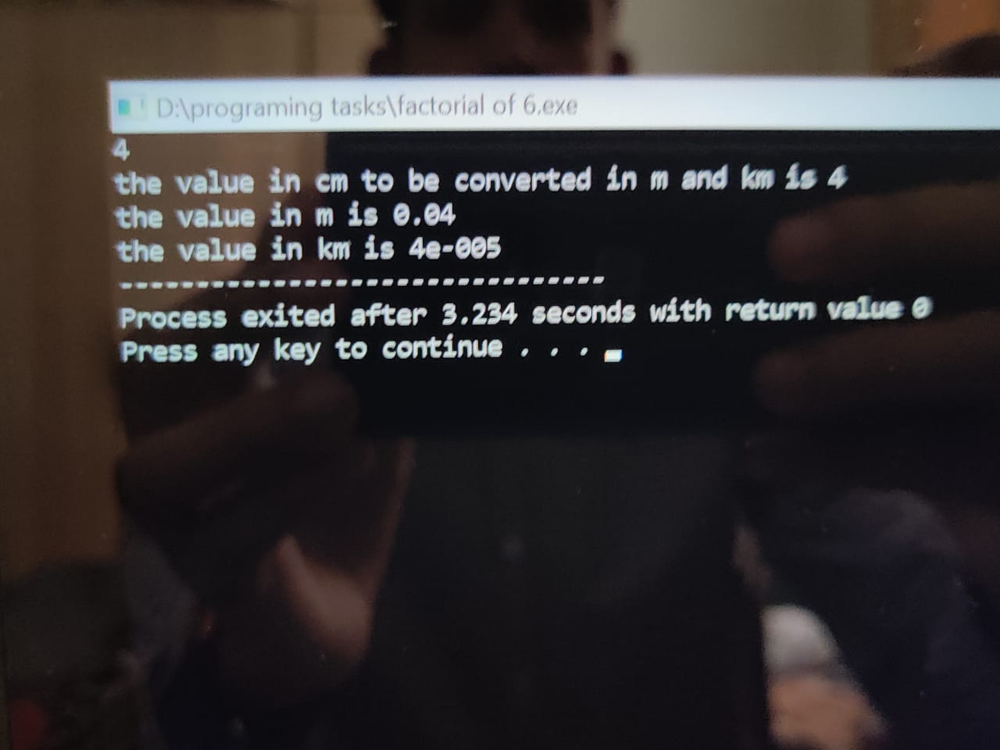 D:\programing tasks\factorial of 6.exe
4
the value in cm to be converted in m and km is 4
the value in m is 0.04
the value in km is 4e-005
--------------------------------
Process exited after 3.234 seconds with return value 0
Press any key to continue . . .